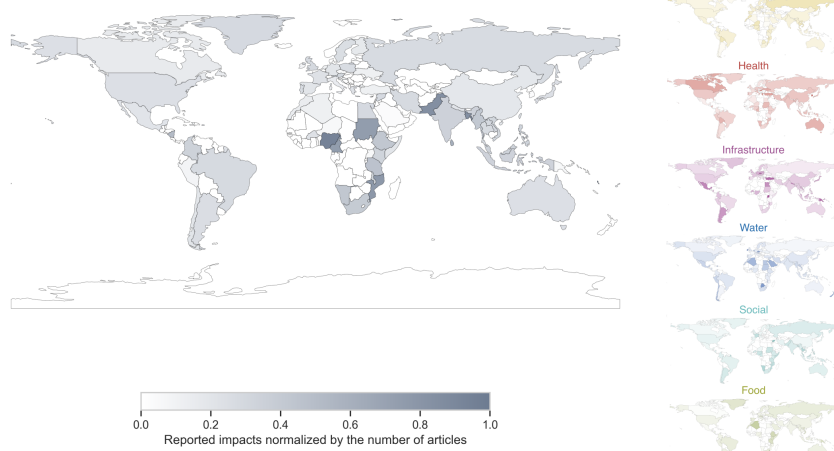 Health
Infrastructure
Water
Social
Food
0.0 0.2 0.4 0.6 0.8 1.0
Reported impacts normalized by the number of articles